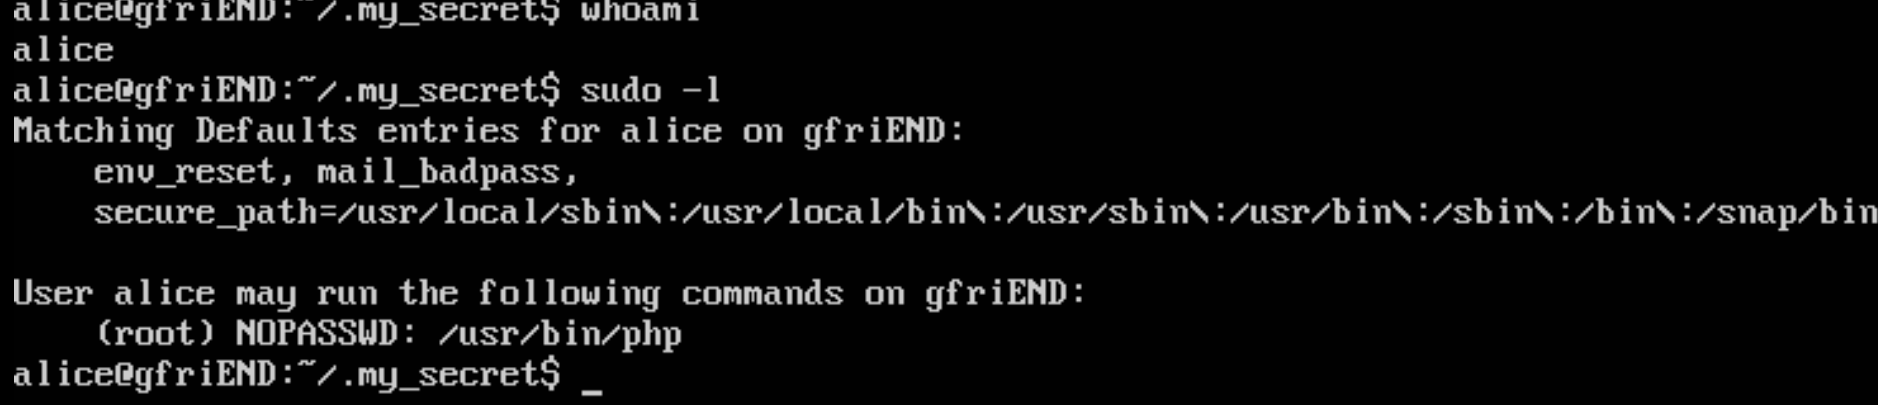 alice@gfriEND:~/.my_secret$ whoami
alice
alice@gfriEND:~/.my_secret$ sudo -l
Matching Defaults entries for alice on gfriEND:
    env_reset, mail_badpass,
    secure_path=/usr/local/sbin\:/usr/local/bin\:/usr/sbin\:/usr/bin\:/sbin\:/bin\:/snap/bin

User alice may run the following commands on gfriEND:
    (root) NOPASSWD: /usr/bin/php
alice@gfriEND:~/.my_secret$ _